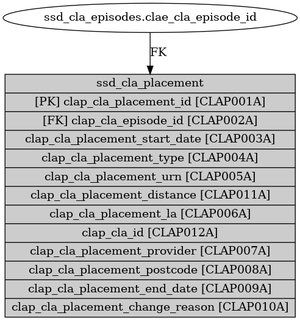 ssd_cla_episodes.clae_cla_episode_id
FK
ssd_cla_placement
[PK] clap_cla_placement_id [CLAP001A]
[FK] clap_cla_episode_id [CLAP002A]
clap_cla_placement_start_date [CLAP003A]
clap_cla_placement_type [CLAP004A]
clap_cla_placement_urn [CLAP005A]
clap_cla_placement_distance [CLAP011A]
clap_cla_placement_la [CLAP006A]
clap_cla_id [CLAP012A]
clap_cla_placement_provider [CLAP007A]
clap_cla_placement_postcode [CLAP008A]
clap_cla_placement_end_date [CLAP009A]
clap_cla_placement_change_reason [CLAP010A]